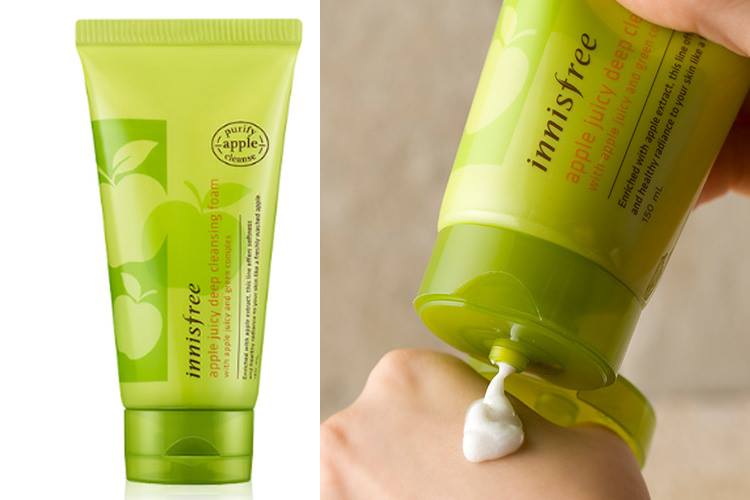 purify
apple
cleanse
innisfree
apple juicy deep cleansing foam
with apple juicy and green complex
Enriched with apple extract, this line offers softness
and healthy radiance to your skin like a freshly washed apple.
innisfree
apple juicy deep cle
with apple juicy and green co
Enriched with apple extract, this line of
and healthy radiance to your skin like a
150 mL